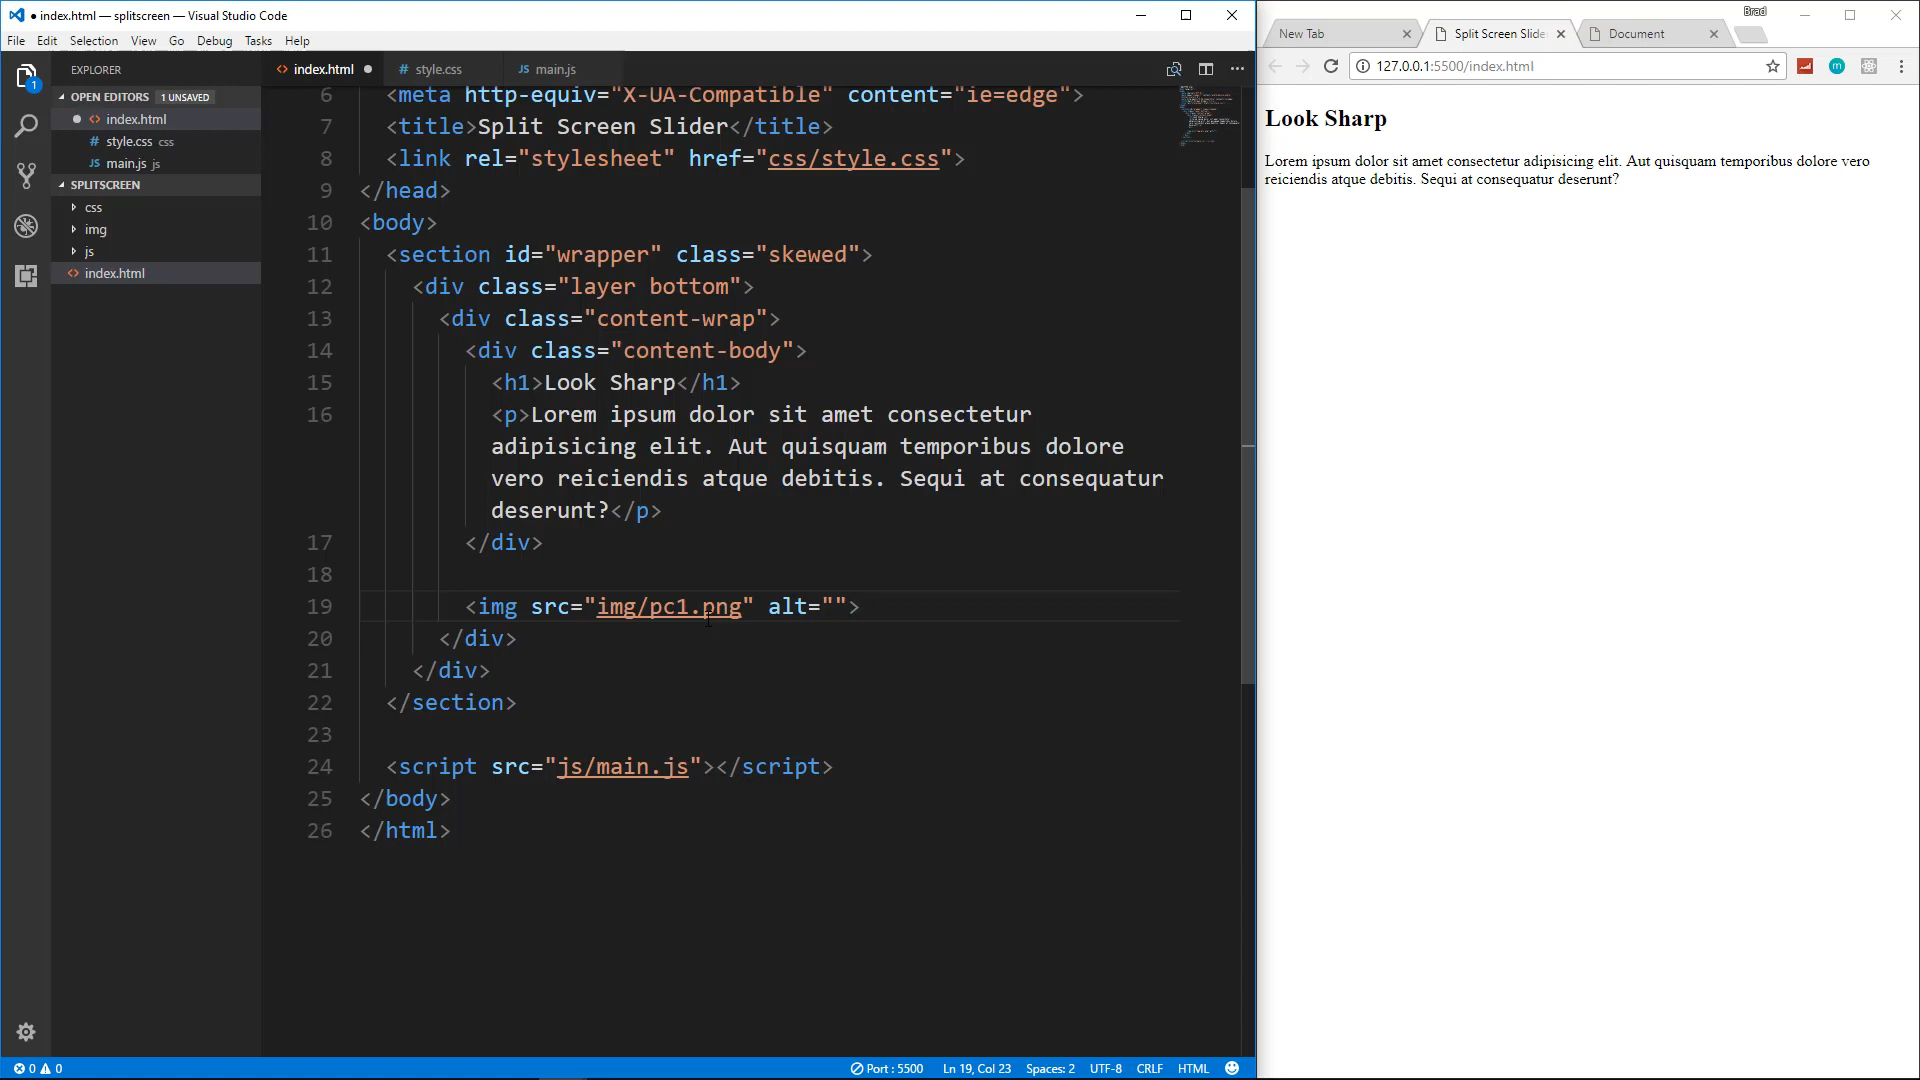 ● index.html — splitscreen — Visual Studio Code
File Edit Selection View Go Debug Tasks Help
EXPLORER
OPEN EDITORS 1 UNSAVED
index.html
style.css css
main.js js
SPLITSCREEN
css
img
js
index.html
index.html style.css main.js
6 <meta http-equiv="X-UA-Compatible" content="ie=edge">
7 <title>Split Screen Slider</title>
8 <link rel="stylesheet" href="css/style.css">
9 </head>
10 <body>
11 <section id="wrapper" class="skewed">
12 <div class="layer bottom">
13 <div class="content-wrap">
14 <div class="content-body">
15 <h1>Look Sharp</h1>
16 <p>Lorem ipsum dolor sit amet consectetur
adipisicing elit. Aut quisquam temporibus dolore
vero reiciendis atque debitis. Sequi at consequatur
deserunt?</p>
17 </div>
18
19 <img src="img/pc1.png" alt="">
20 </div>
21 </div>
22 </section>
23
24 <script src="js/main.js"></script>
25 </body>
26 </html>
0 0 Port : 5500 Ln 19, Col 23 Spaces: 2 UTF-8 CRLF HTML
Brad
New Tab Split Screen Slide Document
127.0.0.1:5500/index.html
Look Sharp
Lorem ipsum dolor sit amet consectetur adipisicing elit. Aut quisquam temporibus dolore vero
reiciendis atque debitis. Sequi at consequatur deserunt?